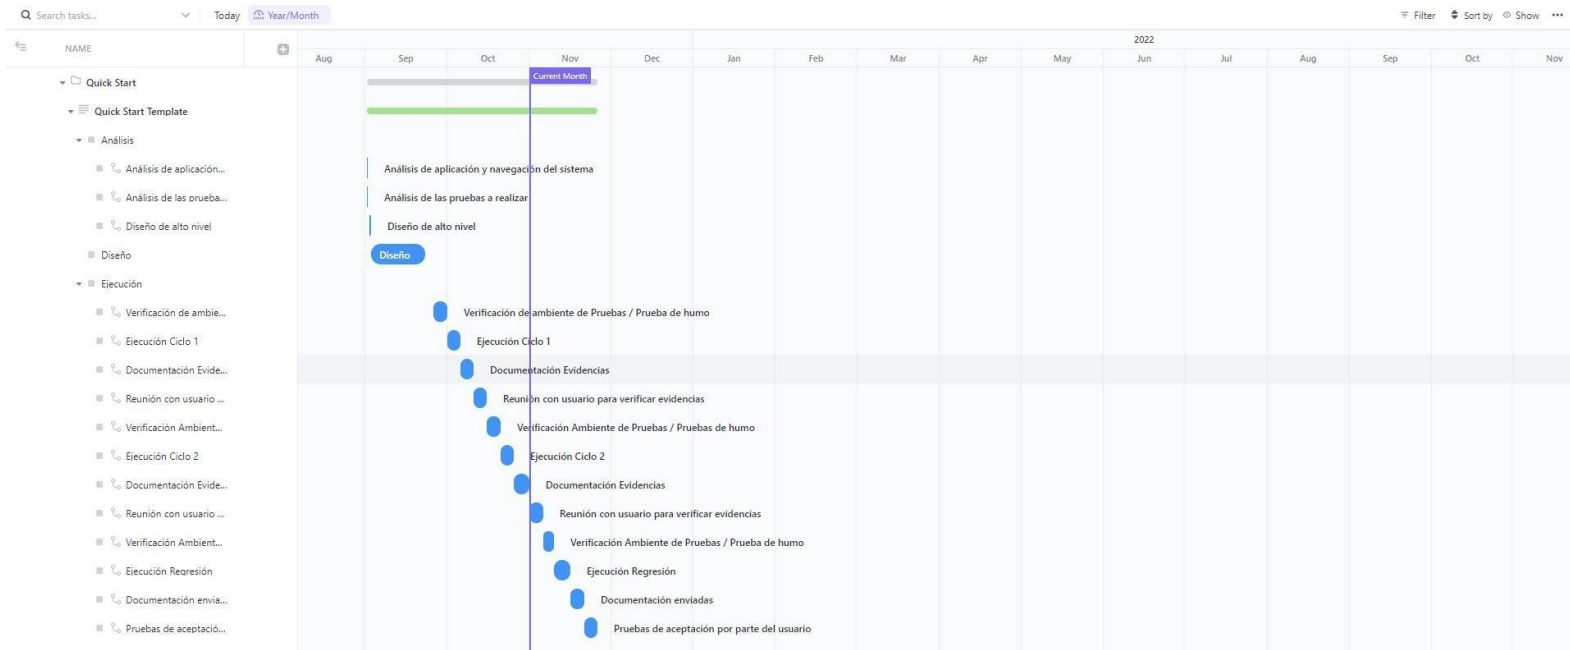 Search tasks... Today Year/Month Filter Sort by Show
NAME
2022
Aug Sep Oct Nov Dec Jan Feb Mar Apr May Jun Jul Aug Sep Oct Nov
Current Month
Quick Start
Quick Start Template
Análisis
Análisis de aplicación... Análisis de aplicación y navegación del sistema
Análisis de las prueba... Análisis de las pruebas a realizar
Diseño de alto nivel Diseño de alto nivel
Diseño Diseño
Ejecución
Verificación de ambie... Verificación de ambiente de Pruebas / Prueba de humo
Ejecución Ciclo 1 Ejecución Ciclo 1
Documentación Evide... Documentación Evidencias
Reunión con usuario ... Reunión con usuario para verificar evidencias
Verificación Ambient... Verificación Ambiente de Pruebas / Pruebas de humo
Ejecución Ciclo 2 Ejecución Ciclo 2
Documentación Evide... Documentación Evidencias
Reunión con usuario ... Reunión con usuario para verificar evidencias
Verificación Ambient... Verificación Ambiente de Pruebas / Prueba de humo
Ejecución Regresión Ejecución Regresión
Documentación envia... Documentación enviadas
Pruebas de aceptació... Pruebas de aceptación por parte del usuario